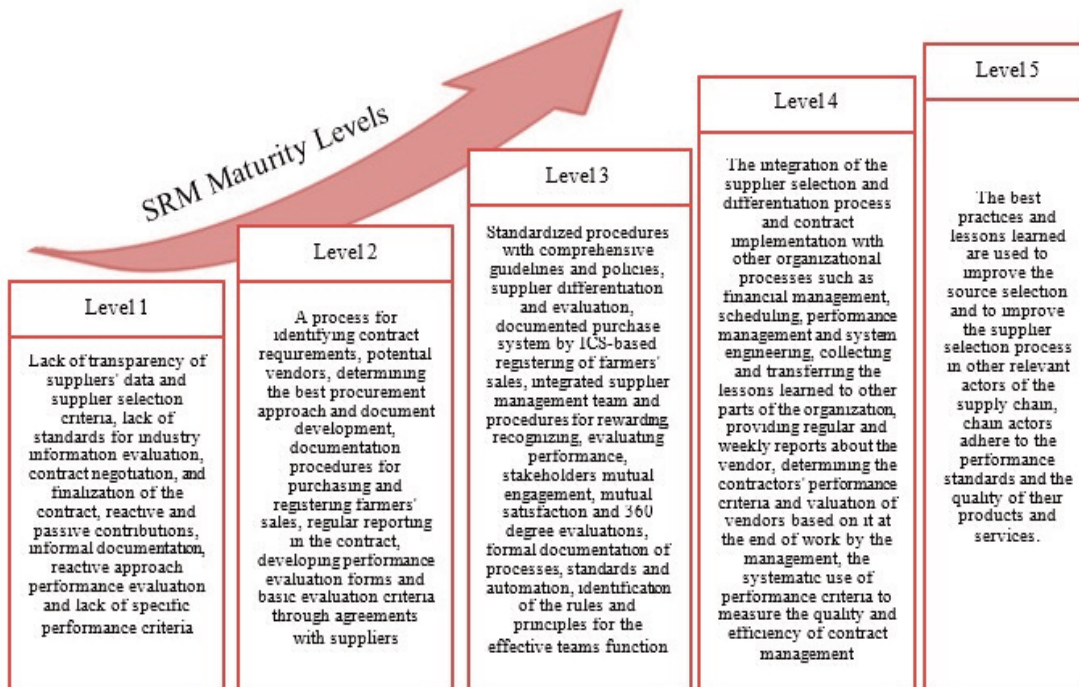 SRM Maturity Levels
Level 1
Lack of transparency of
suppliers' data and
supplier selection
criteria, lack of
standards for industry
information evaluation,
contract negotiation, and
finalization of the
contract, reactive and
passive contributions,
informal documentation,
reactive approach
performance evaluation
and lack of specific
performance criteria
Level 2
A process for
identifying contract
requirements, potential
vendors, determining
the best procurement
approach and document
development,
documentation
procedures for
purchasing and
registering farmers'
sales, regular reporting
in the contract,
developing performance
evaluation forms and
basic evaluation criteria
through agreements
with suppliers
Level 3
Standardized procedures
with comprehensive
guidelines and policies,
supplier differentiation
and evaluation,
documented purchase
system by ICS-based
registering of farmers'
sales, integrated supplier
management team and
procedures for rewarding,
recognizing, evaluating
performance,
stakeholders mutual
engagement, mutual
satisfaction and 360
degree evaluations,
formal documentation of
processes, standards and
automation, identification
of the rules and
principles for the
effective teams function
Level 4
The integration of the
supplier selection and
differentiation process
and contract
implementation with
other organizational
processes such as
financial management,
scheduling, performance
management and system
engineering, collecting
and transferring the
lessons learned to other
parts of the organization,
providing regular and
weekly reports about the
vendor, determining the
contractors' performance
criteria and valuation of
vendors based on it at
the end of work by the
management, the
systematic use of
performance criteria to
measure the quality and
efficiency of contract
management
Level 5
The best
practices and
lessons learned
are used to
improve the
source selection
and to improve
the supplier
selection process
in other relevant
actors of the
supply chain,
chain actors
adhere to the
performance
standards and the
quality of their
products and
services.